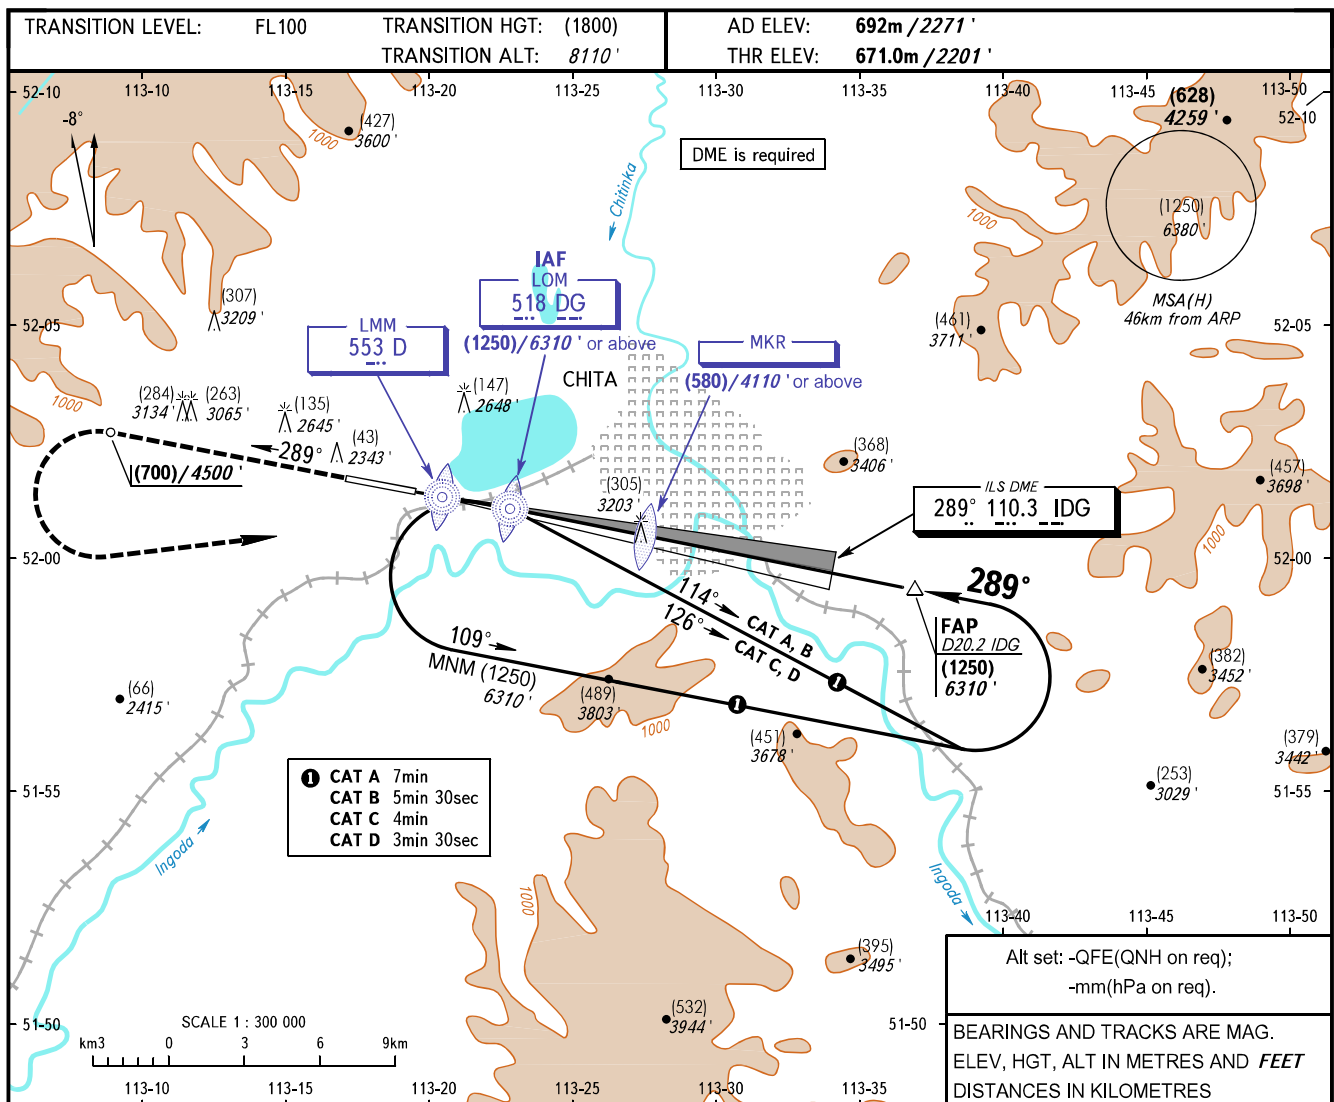 TRANSITION LEVEL: FL100 TRANSITION HGT: (1800) AD ELEV: 692m / 2271 '
TRANSITION ALT: 8110 ' THR ELEV: 671.0m / 2201 '
52-10 113-10 113-15 113-20 113-25 113-30 113-35 113-40 113-45 113-50
52-10
-8°
(427)
3600 '
1000
DME is required
(628)
4259 '
Chitinka
1000
(1250)
6380 '
MSA(H)
46km from ARP
IAF
LOM
518 DG
(1250) / 6310 ' or above
(307)
3209 '
52-05
LMM
553 D
MKR
(580) / 4110 ' or above
(461)
3711 '
52-05
CHITA
(147)
2648 '
1000
(284)
3134 '
(263)
3065 '
(135)
2645 '
(43)
2343 '
289°
(700) / 4500 '
(368)
3406 '
(457)
3698 '
(305)
3203 '
ILS DME
289° 110.3 IDG
1000
52-00
52-00
289°
114° CAT A, B
126° CAT C, D
FAP
D20.2 IDG
(1250)
6310 '
109°
MNM (1250)
6310 '
(489)
3803 '
1000
(382)
3452 '
(66)
2415 '
(451)
3678 '
(379)
3442 '
(253)
3029 '
1
1
1 CAT A 7min
CAT B 5min 30sec
CAT C 4min
CAT D 3min 30sec
51-55
51-55
Ingoda
Ingoda
1000
113-40 113-45 113-50
(395)
3495 '
Alt set: -QFE(QNH on req);
-mm(hPa on req).
(532)
3944 '
51-50
51-50
SCALE 1 : 300 000
km3 0 3 6 9km
BEARINGS AND TRACKS ARE MAG.
ELEV, HGT, ALT IN METRES AND FEET
DISTANCES IN KILOMETRES
113-10 113-15 113-20 113-25 113-30 113-35